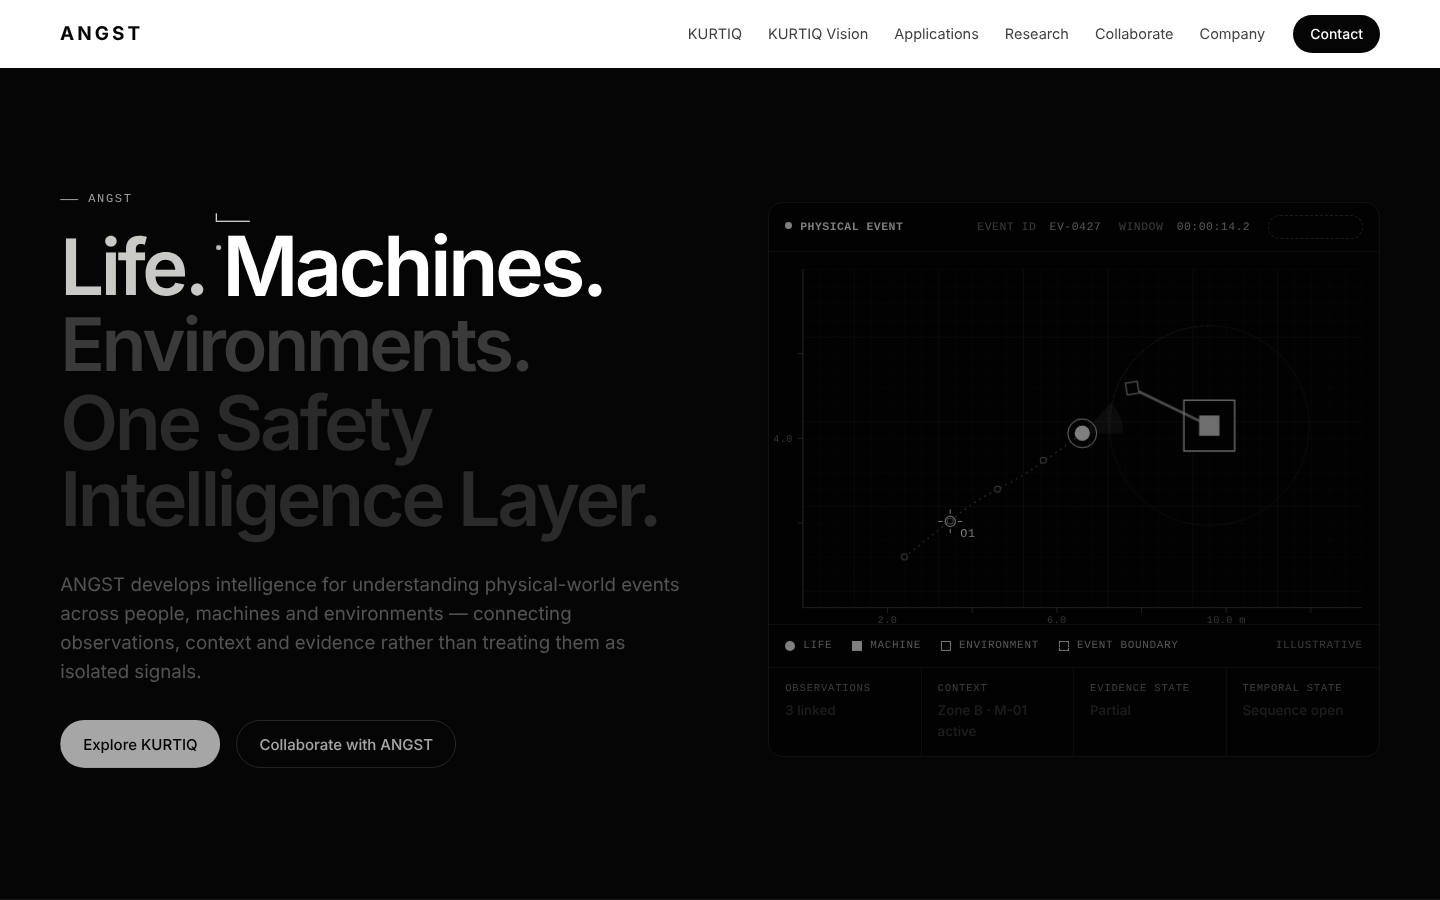 ANGST
KURTIQ
KURTIQ Vision
Applications
Research
Collaborate
Company
Contact
ANGST
Life. Machines.
Environments.
One Safety
Intelligence Layer.
ANGST develops intelligence for understanding physical-world events
across people, machines and environments — connecting
observations, context and evidence rather than treating them as
isolated signals.
Explore KURTIQ
Collaborate with ANGST
PHYSICAL EVENT
EVENT ID EV-0427 WINDOW 00:00:14.2
4.0
O1
2.0 6.0 10.0 m
LIFE MACHINE ENVIRONMENT EVENT BOUNDARY ILLUSTRATIVE
OBSERVATIONS
3 linked
CONTEXT
Zone B · M-01
active
EVIDENCE STATE
Partial
TEMPORAL STATE
Sequence open